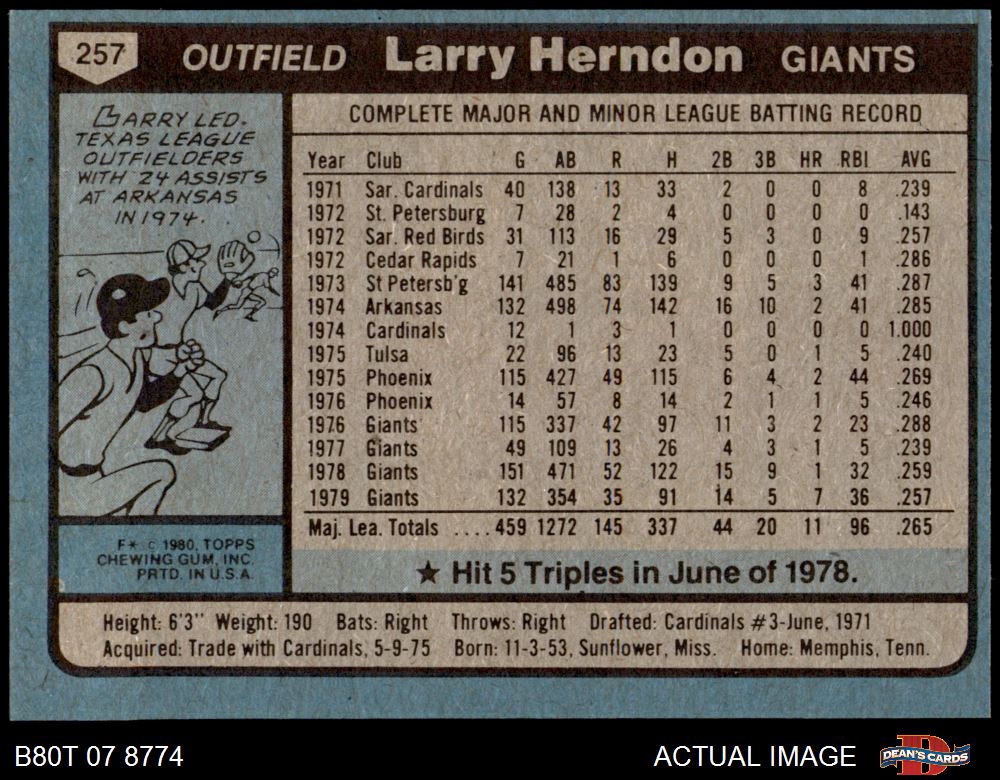 257 OUTFIELD Larry Herndon GIANTS
LARRY LED
TEXAS LEAGUE
OUTFIELDERS
WITH 24 ASSISTS
AT ARKANSAS
IN 1974.
F* © 1980, TOPPS
CHEWING GUM, INC.
PRTD. IN U.S.A.
COMPLETE MAJOR AND MINOR LEAGUE BATTING RECORD
Year Club G AB R H 2B 3B HR RBI AVG
1971 Sar. Cardinals 40 138 13 33 2 0 0 8 .239
1972 St. Petersburg 7 28 2 4 0 0 0 0 .143
1972 Sar. Red Birds 31 113 16 29 5 3 0 9 .257
1972 Cedar Rapids 7 21 1 6 0 0 0 1 .286
1973 St Petersb'g 141 485 83 139 9 5 3 41 .287
1974 Arkansas 132 498 74 142 16 10 2 41 .285
1974 Cardinals 12 1 3 1 0 0 0 0 1.000
1975 Tulsa 22 96 13 23 5 0 1 5 .240
1975 Phoenix 115 427 49 115 6 4 2 44 .269
1976 Phoenix 14 57 8 14 2 1 1 5 .246
1976 Giants 115 337 42 97 11 3 2 23 .288
1977 Giants 49 109 13 26 4 3 1 5 .239
1978 Giants 151 471 52 122 15 9 1 32 .259
1979 Giants 132 354 35 91 14 5 7 36 .257
Maj. Lea. Totals .... 459 1272 145 337 44 20 11 96 .265
★ Hit 5 Triples in June of 1978.
Height: 6'3" Weight: 190 Bats: Right Throws: Right Drafted: Cardinals #3-June, 1971
Acquired: Trade with Cardinals, 5-9-75 Born: 11-3-53, Sunflower, Miss. Home: Memphis, Tenn.
B80T 07 8774 ACTUAL IMAGE DEAN'S CARDS